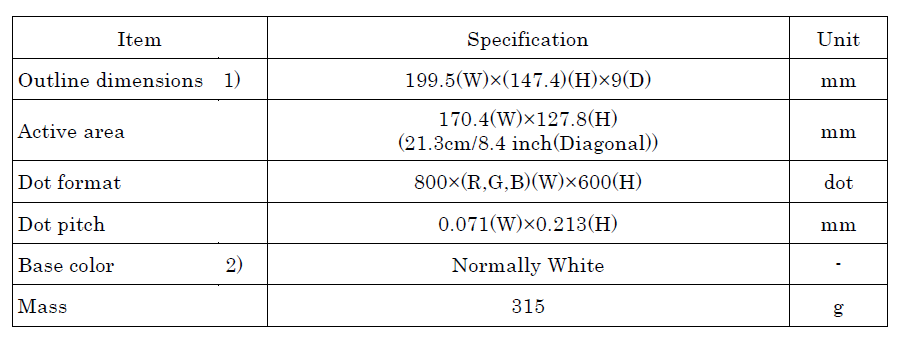 Item Specification Unit
Outline dimensions 1) 199.5(W)×(147.4)(H)×9(D) mm
Active area 170.4(W)×127.8(H) mm
(21.3cm/8.4 inch(Diagonal))
Dot format 800×(R,G,B)(W)×600(H) dot
Dot pitch 0.071(W)×0.213(H) mm
Base color 2) Normally White -
Mass 315 g